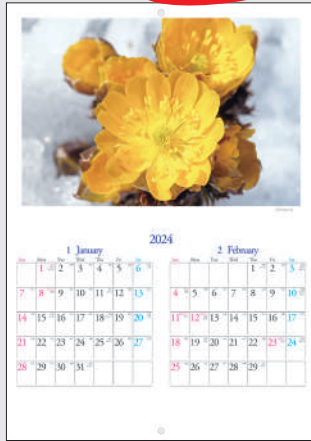 2024
1 January
2 February
Sun Mon Tue Wed Thu Fri Sat
Sun Mon Tue Wed Thu Fri Sat
1 2 3 4 5 6
1 2 3
7 8 9 10 11 12 13
4 5 6 7 8 9 10
14 15 16 17 18 19 20
11 12 13 14 15 16 17
21 22 23 24 25 26 27
18 19 20 21 22 23 24
28 29 30 31
25 26 27 28 29